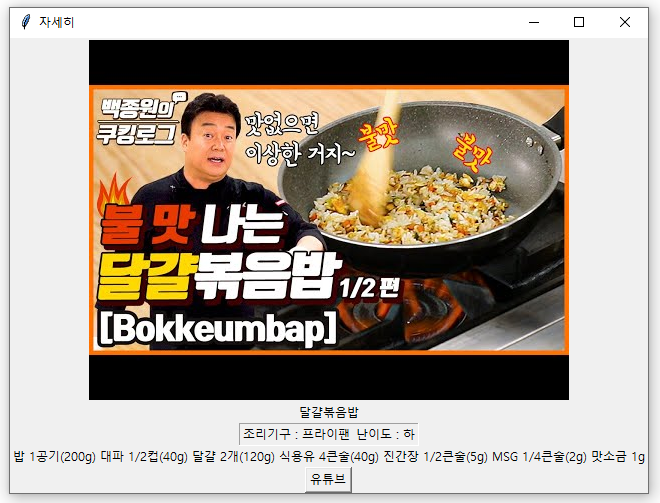 자세히
백종원의
쿠킹로그
맛없으면
이상한 거지~
불맛
불맛
불 맛 나는
달걀볶음밥 1/2 편
[Bokkeumbap]
달걀볶음밥
조리기구 : 프라이팬 난이도 : 하
밥 1공기(200g) 대파 1/2컵(40g) 달걀 2개(120g) 식용유 4큰술(40g) 진간장 1/2큰술(5g) MSG 1/4큰술(2g) 맛소금 1g
유튜브